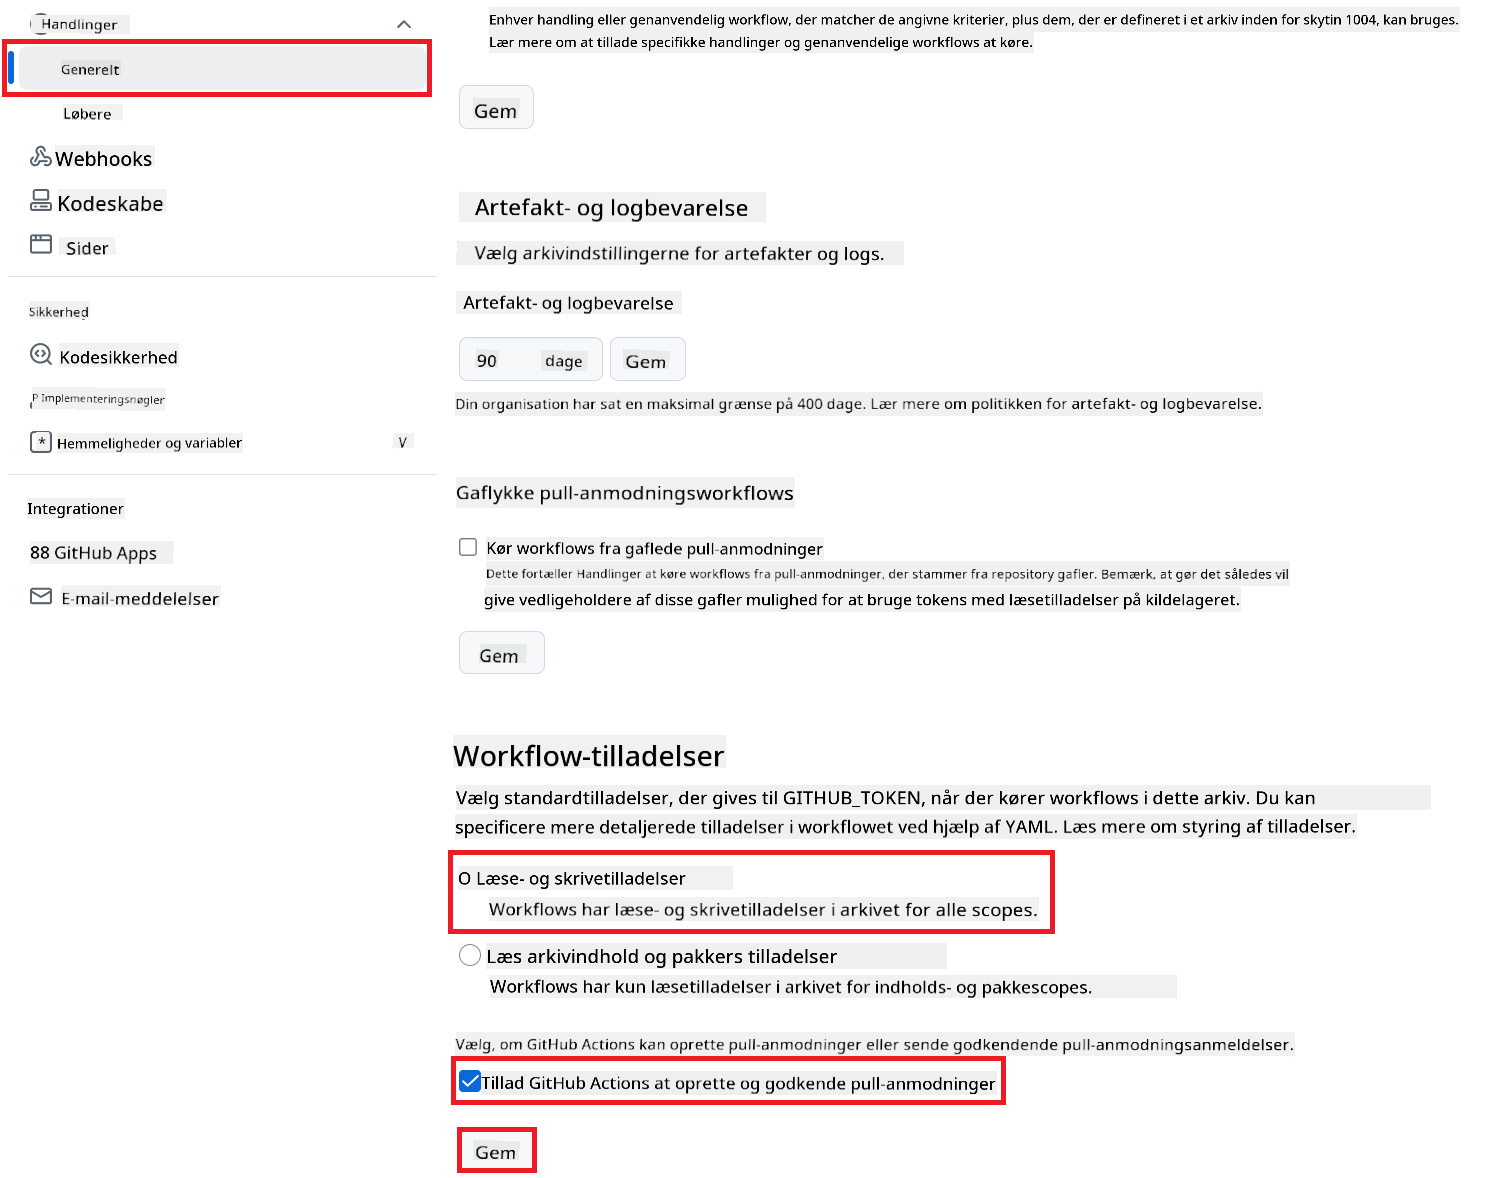 Handlinger
Generelt
Løbere
Webhooks
Kodeskabe
Sider
Sikkerhed
Kodesikkerhed
P Implementeringsnøgler
* Hemmeligheder og variabler V
Integrationer
88 GitHub Apps
E-mail-meddelelser
Enhver handling eller genanvendelig workflow, der matcher de angivne kriterier, plus dem, der er defineret i et arkiv inden for skytin 1004, kan bruges.
Lær mere om at tillade specifikke handlinger og genanvendelige workflows at køre.
Gem
Artefakt- og logbevarelse
Vælg arkivindstillingerne for artefakter og logs.
Artefakt- og logbevarelse
90 dage Gem
Din organisation har sat en maksimal grænse på 400 dage. Lær mere om politikken for artefakt- og logbevarelse.
Gaflykke pull-anmodningsworkflows
Kør workflows fra gaflede pull-anmodninger
Dette fortæller Handlinger at køre workflows fra pull-anmodninger, der stammer fra repository gafler. Bemærk, at gør det således vil
give vedligeholdere af disse gafler mulighed for at bruge tokens med læsetilladelser på kildelageret.
Gem
Workflow-tilladelser
Vælg standardtilladelser, der gives til GITHUB_TOKEN, når der kører workflows i dette arkiv. Du kan
specificere mere detaljerede tilladelser i workflowet ved hjælp af YAML. Læs mere om styring af tilladelser.
O Læse- og skrivetilladelser
Workflows har læse- og skrivetilladelser i arkivet for alle scopes.
Læs arkivindhold og pakkers tilladelser
Workflows har kun læsetilladelser i arkivet for indholds- og pakkescopes.
Vælg, om GitHub Actions kan oprette pull-anmodninger eller sende godkendende pull-anmodningsanmeldelser.
Tillad GitHub Actions at oprette og godkende pull-anmodninger
Gem